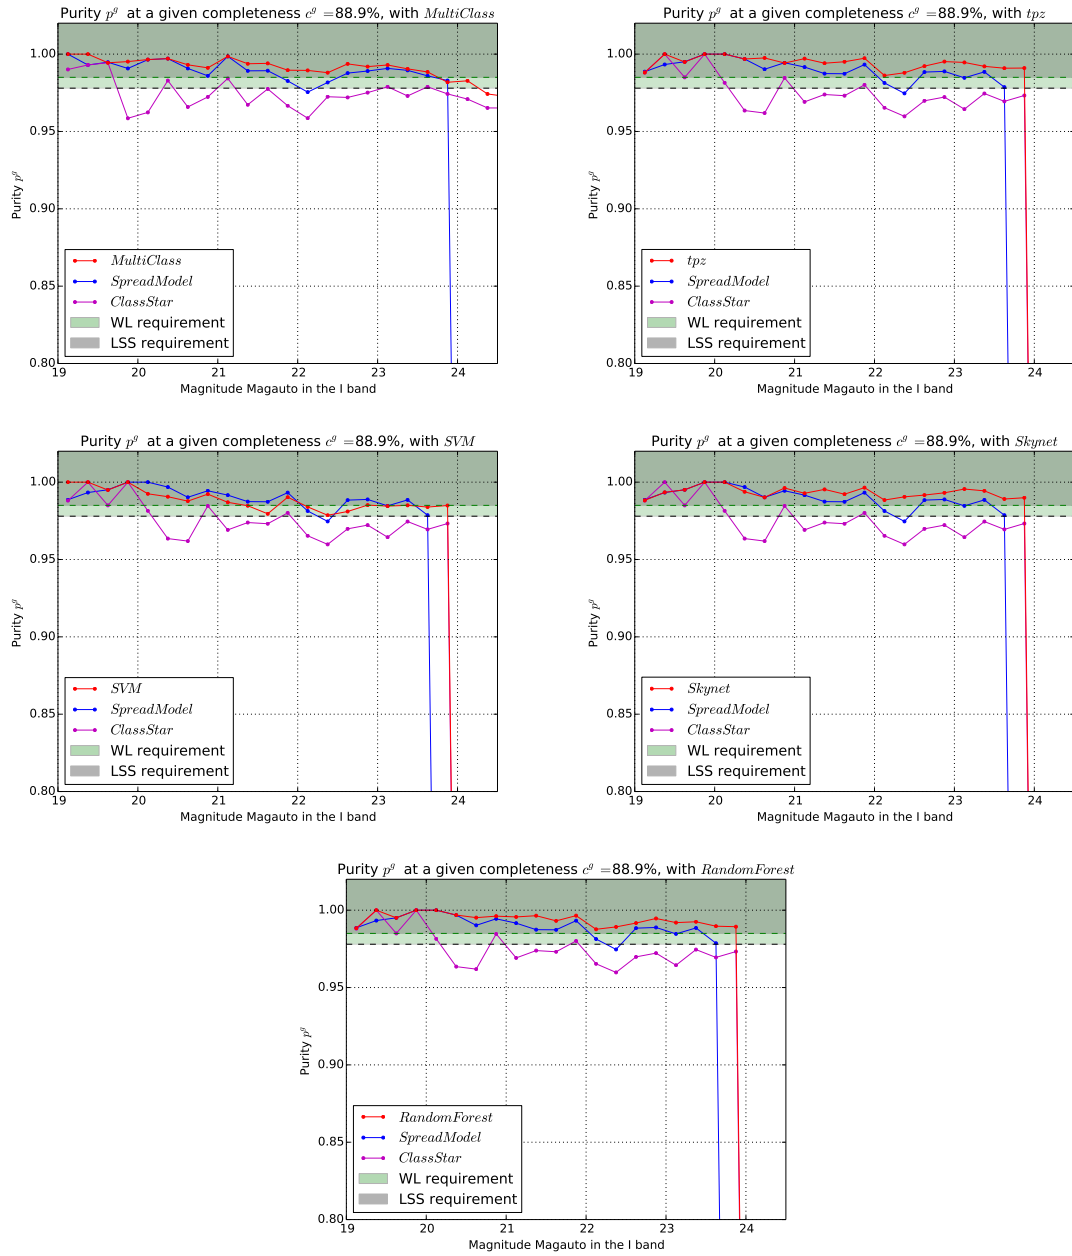 Purity p^g at a given completeness c^g =88.9%, with MultiClass
1.00
0.95
0.90
0.85
0.80
Purity p^g
MultiClass
SpreadModel
ClassStar
WL requirement
LSS requirement
19 20 21 22 23 24
Magnitude Magauto in the I band
Purity p^g at a given completeness c^g =88.9%, with tpz
1.00
0.95
0.90
0.85
0.80
Purity p^g
tpz
SpreadModel
ClassStar
WL requirement
LSS requirement
19 20 21 22 23 24
Magnitude Magauto in the I band
Purity p^g at a given completeness c^g =88.9%, with SVM
1.00
0.95
0.90
0.85
0.80
Purity p^g
SVM
SpreadModel
ClassStar
WL requirement
LSS requirement
19 20 21 22 23 24
Magnitude Magauto in the I band
Purity p^g at a given completeness c^g =88.9%, with Skynet
1.00
0.95
0.90
0.85
0.80
Purity p^g
Skynet
SpreadModel
ClassStar
WL requirement
LSS requirement
19 20 21 22 23 24
Magnitude Magauto in the I band
Purity p^g at a given completeness c^g =88.9%, with RandomForest
1.00
0.95
0.90
0.85
0.80
Purity p^g
RandomForest
SpreadModel
ClassStar
WL requirement
LSS requirement
19 20 21 22 23 24
Magnitude Magauto in the I band